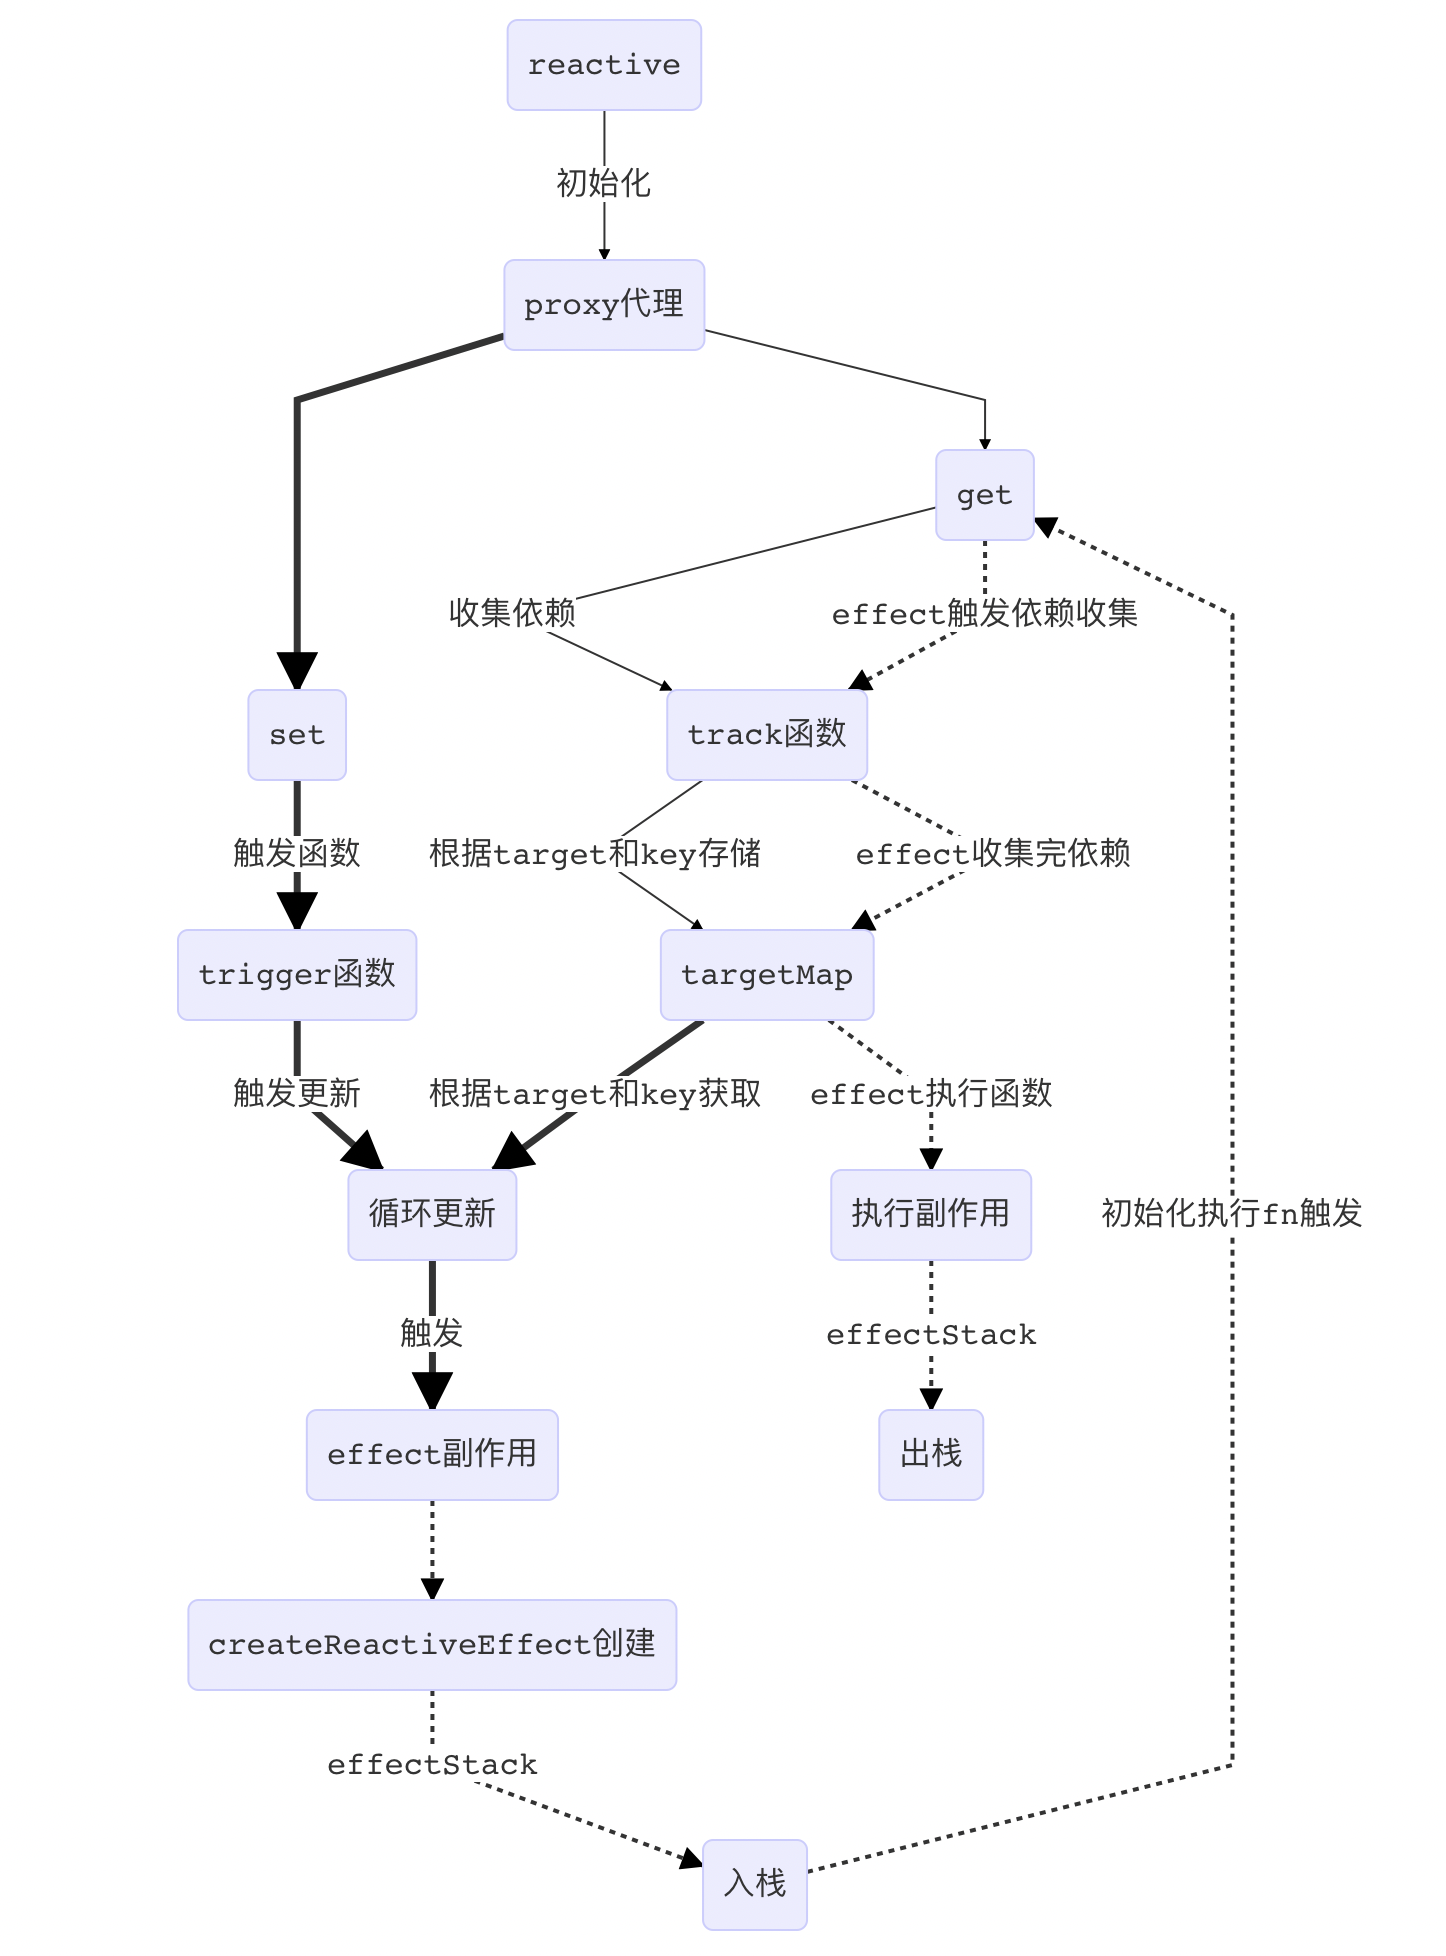 reactive
初始化
proxy代理
get
收集依赖
effect触发依赖收集
set
track函数
触发函数
根据target和key存储
effect收集完依赖
trigger函数
targetMap
触发更新
根据target和key获取
effect执行函数
循环更新
执行副作用
初始化执行fn触发
触发
effectStack
effect副作用
出栈
createReactiveEffect创建
effectStack
入栈